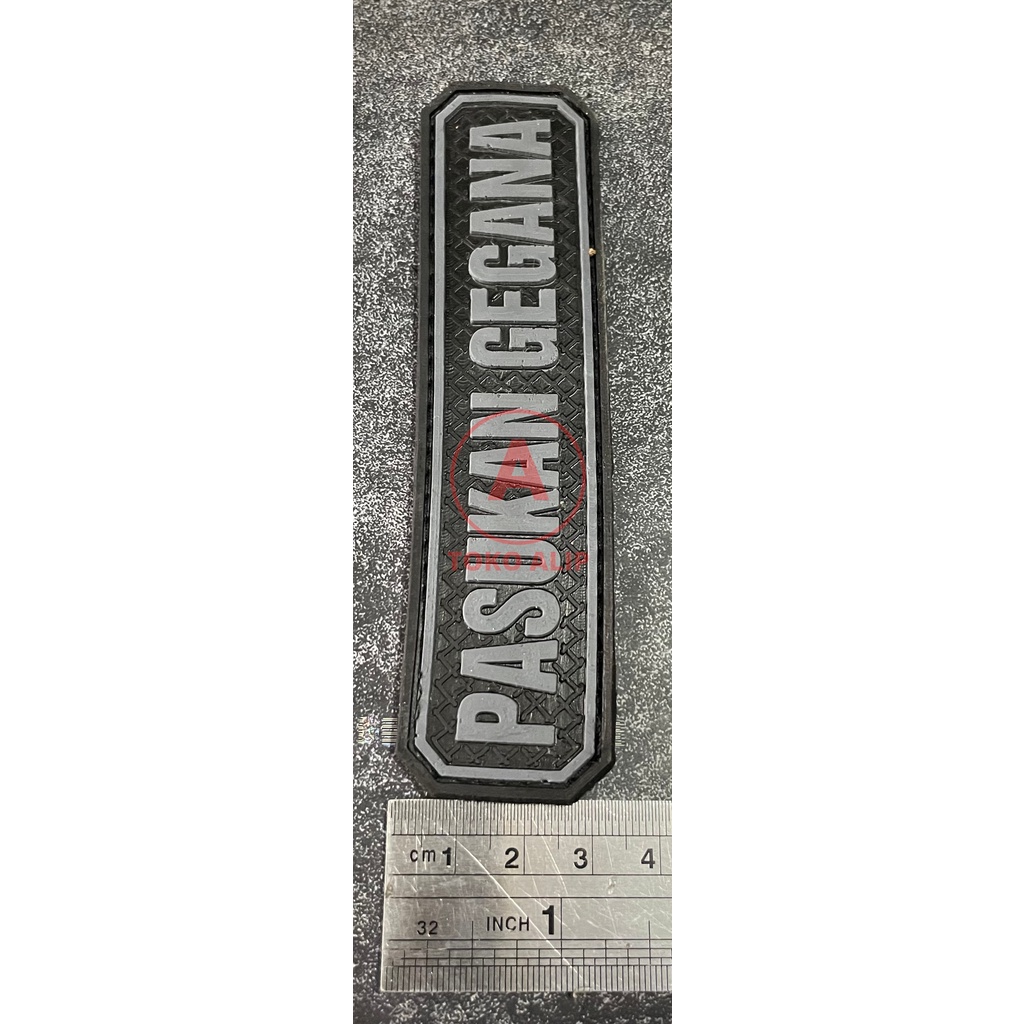 PASUKAN GEGANA
A
TOKO ALIP
cm 1 2 3 4
32 INCH 1